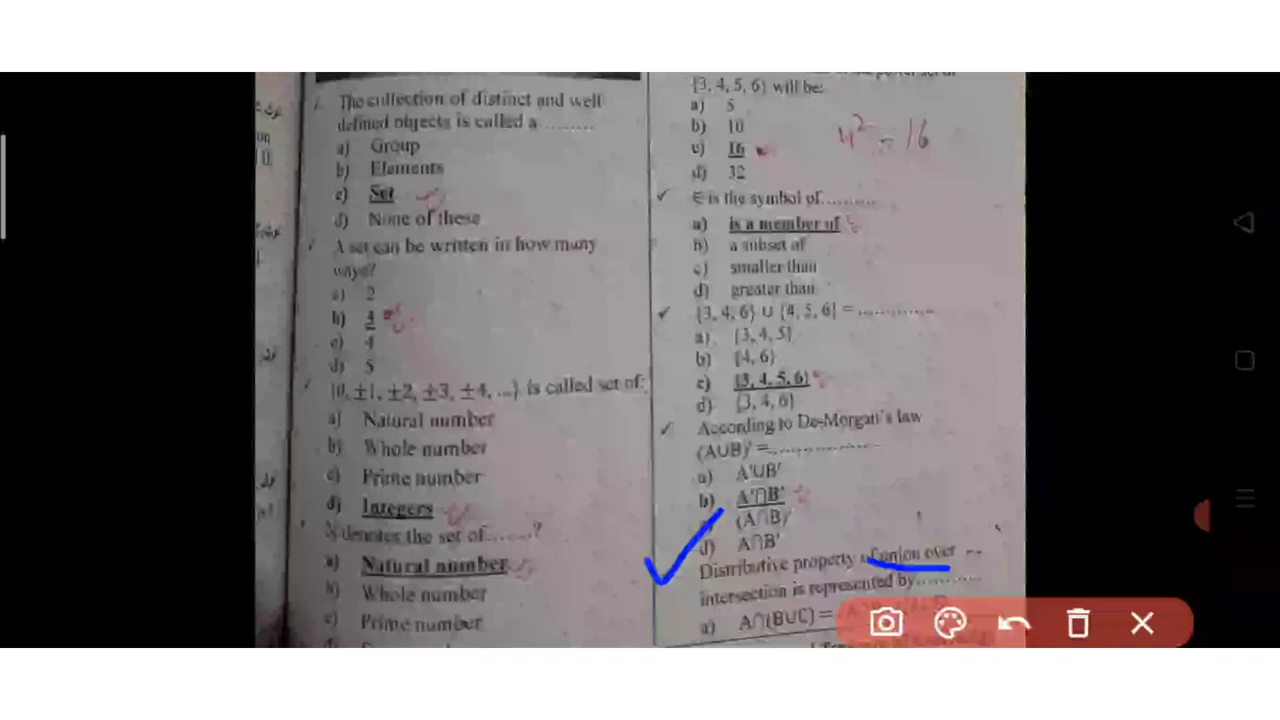 The collection of distinct and well
defined objects is called a..........
a) Group
b) Elements
c) Set
d) None of these
A set can be written in how many
ways?
a) 2
b) 3
c) 4
d) 5
{0, ±1, ±2, ±3, ±4, ...} is called set of:
a) Natural number
b) Whole number
c) Prime number
d) Integers
N denotes the set of.......?
a) Natural number
b) Whole number
c) Prime number
{3, 4, 5, 6} will be:
a) 5
b) 10
c) 16
d) 32
4² = 16
∈ is the symbol of...........
a) is a member of
b) a subset of
c) smaller than
d) greater than
{3, 4, 6} ∪ {4, 5, 6} = ..............
a) {3, 4, 5}
b) {4, 6}
c) {3, 4, 5, 6}
d) {3, 4, 6}
According to De-Morgan's law
(A∪B)' =...................
a) A'∪B'
b) A'∩B'
(A∩B)'
d) A∩B'
Distributive property of union over
intersection is represented by............
a) A∩(B∪C) =